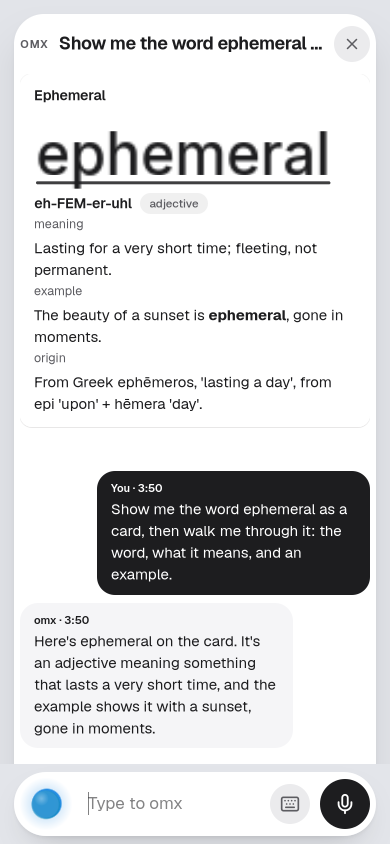 OMX Show me the word ephemeral ...
Ephemeral
ephemeral
eh-FEM-er-uhl adjective
meaning
Lasting for a very short time; fleeting, not
permanent.
example
The beauty of a sunset is ephemeral, gone in
moments.
origin
From Greek ephēmeros, 'lasting a day', from
epi 'upon' + hēmera 'day'.
You · 3:50
Show me the word ephemeral as a
card, then walk me through it: the
word, what it means, and an
example.
omx · 3:50
Here's ephemeral on the card. It's
an adjective meaning something
that lasts a very short time, and the
example shows it with a sunset,
gone in moments.
Type to omx